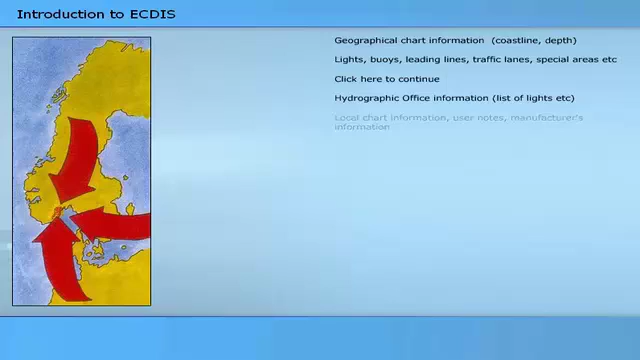 Introduction to ECDIS
Geographical chart information (coastline, depth)
Lights, buoys, leading lines, traffic lanes, special areas etc
Click here to continue
Hydrographic Office information (list of lights etc)
Local chart information, user notes, manufacturer's
information